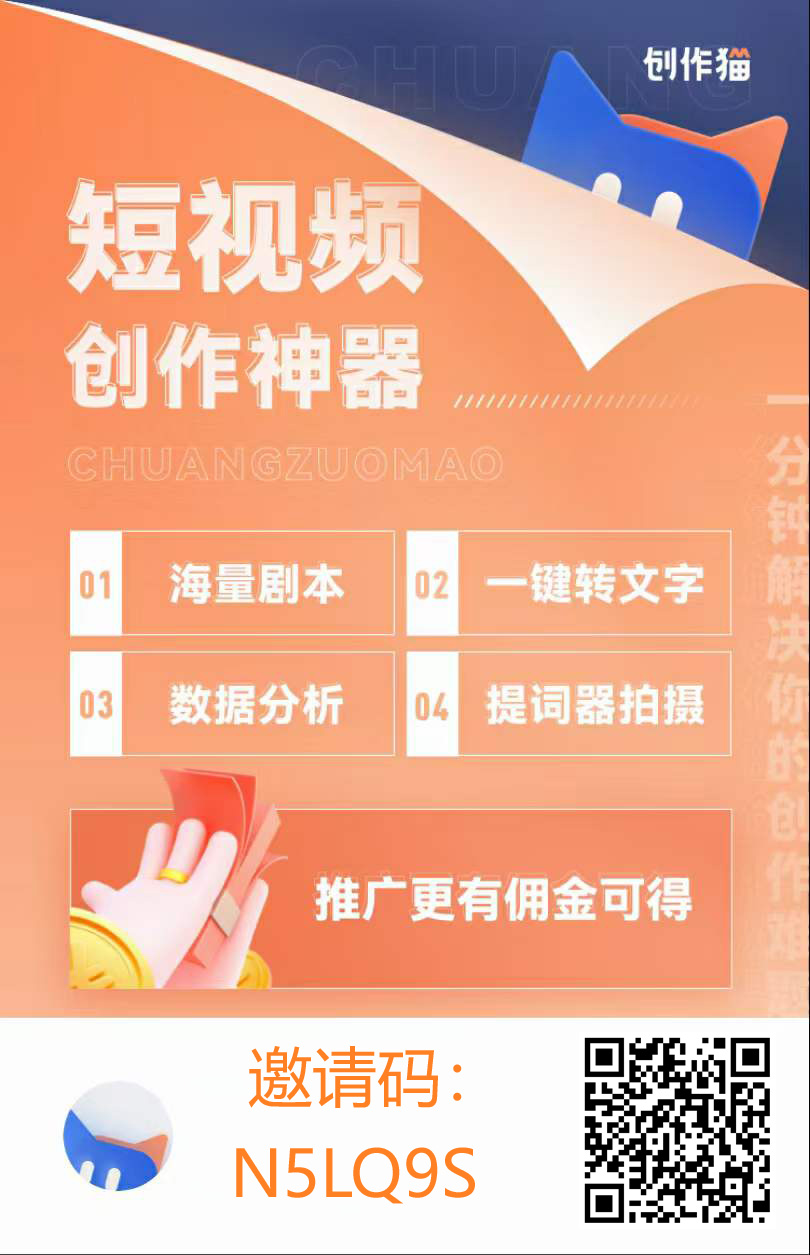 CHUANG
创作猫
短视频
创作神器
CHUANGZUOMAO
01 海量剧本
02 一键转文字
03 数据分析
04 提词器拍摄
分钟解决你的创作难题
推广更有佣金可得
邀请码：
N5LQ9S